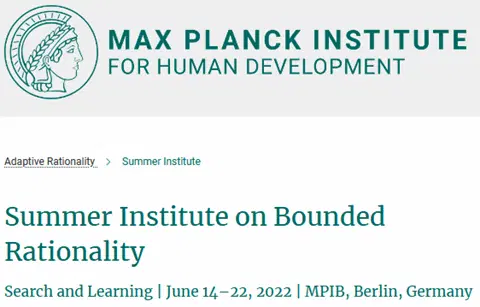 MAX PLANCK INSTITUTE
FOR HUMAN DEVELOPMENT
Adaptive Rationality > Summer Institute
Summer Institute on Bounded
Rationality
Search and Learning | June 14–22, 2022 | MPIB, Berlin, Germany